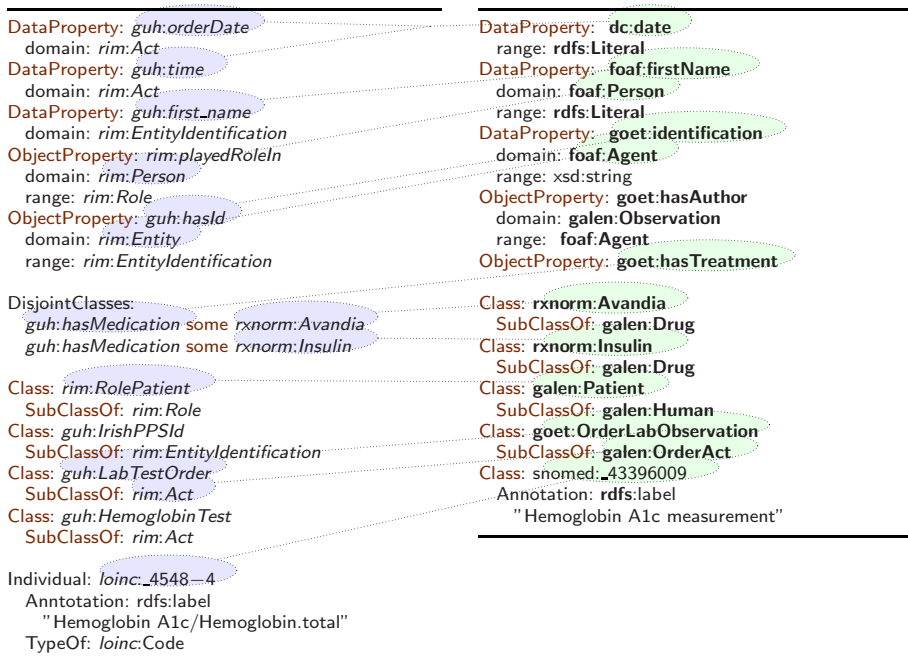 DataProperty: guh:orderDate
domain: rim:Act
DataProperty: guh:time
domain: rim:Act
DataProperty: guh:first_name
domain: rim:EntityIdentification
ObjectProperty: rim:playedRoleIn
domain: rim:Person
range: rim:Role
ObjectProperty: guh:hasId
domain: rim:Entity
range: rim:EntityIdentification
DisjointClasses:
guh:hasMedication some rxnorm:Avandia
guh:hasMedication some rxnorm:Insulin
Class: rim:RolePatient
SubClassOf: rim:Role
Class: guh:IrishPPSId
SubClassOf: rim:EntityIdentification
Class: guh:LabTestOrder
SubClassOf: rim:Act
Class: guh:HemoglobinTest
SubClassOf: rim:Act
Individual: loinc:_4548−4
Anntotation: rdfs:label
"Hemoglobin A1c/Hemoglobin.total"
TypeOf: loinc:Code
DataProperty: dc:date
range: rdfs:Literal
DataProperty: foaf:firstName
domain: foaf:Person
range: rdfs:Literal
DataProperty: goet:identification
domain: foaf:Agent
range: xsd:string
ObjectProperty: goet:hasAuthor
domain: galen:Observation
range: foaf:Agent
ObjectProperty: goet:hasTreatment
Class: rxnorm:Avandia
SubClassOf: galen:Drug
Class: rxnorm:Insulin
SubClassOf: galen:Drug
Class: galen:Patient
SubClassOf: galen:Human
Class: goet:OrderLabObservation
SubClassOf: galen:OrderAct
Class: snomed:_43396009
Annotation: rdfs:label
"Hemoglobin A1c measurement"